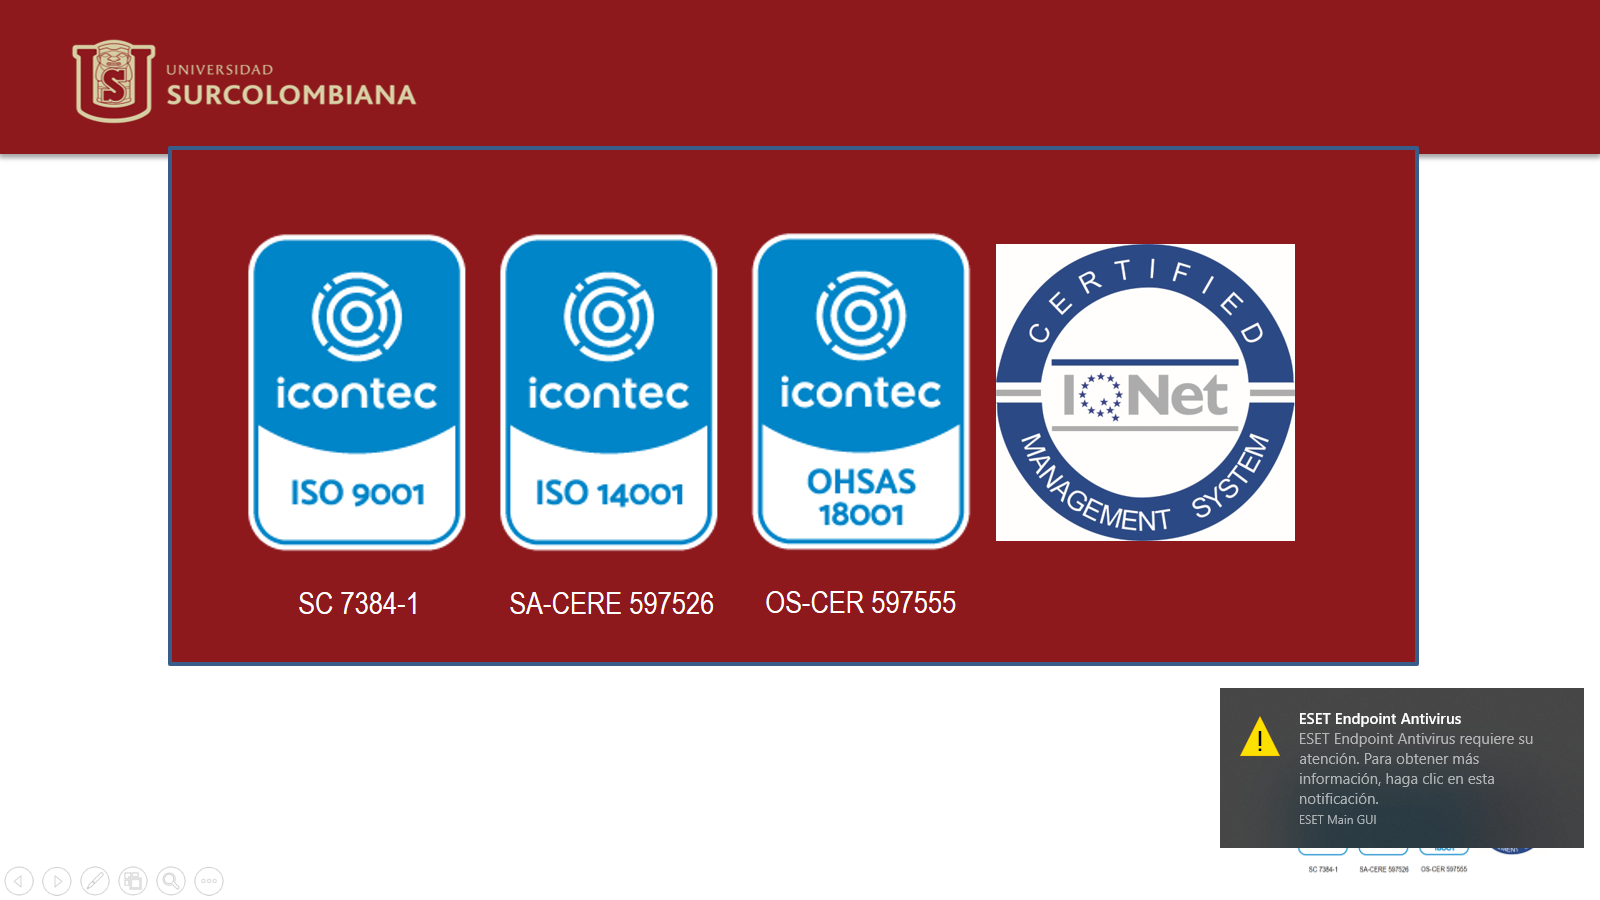 UNIVERSIDAD
SURCOLOMBIANA
icontec
ISO 9001
icontec
ISO 14001
icontec
OHSAS
18001
CERTIFIED
IQNet
MANAGEMENT SYSTEM
SC 7384-1
SA-CERE 597526
OS-CER 597555
ESET Endpoint Antivirus
ESET Endpoint Antivirus requiere su
atención. Para obtener más
información, haga clic en esta
notificación.
ESET Main GUI
SC 7384-1
SA-CERE 597526
OS-CER 597555